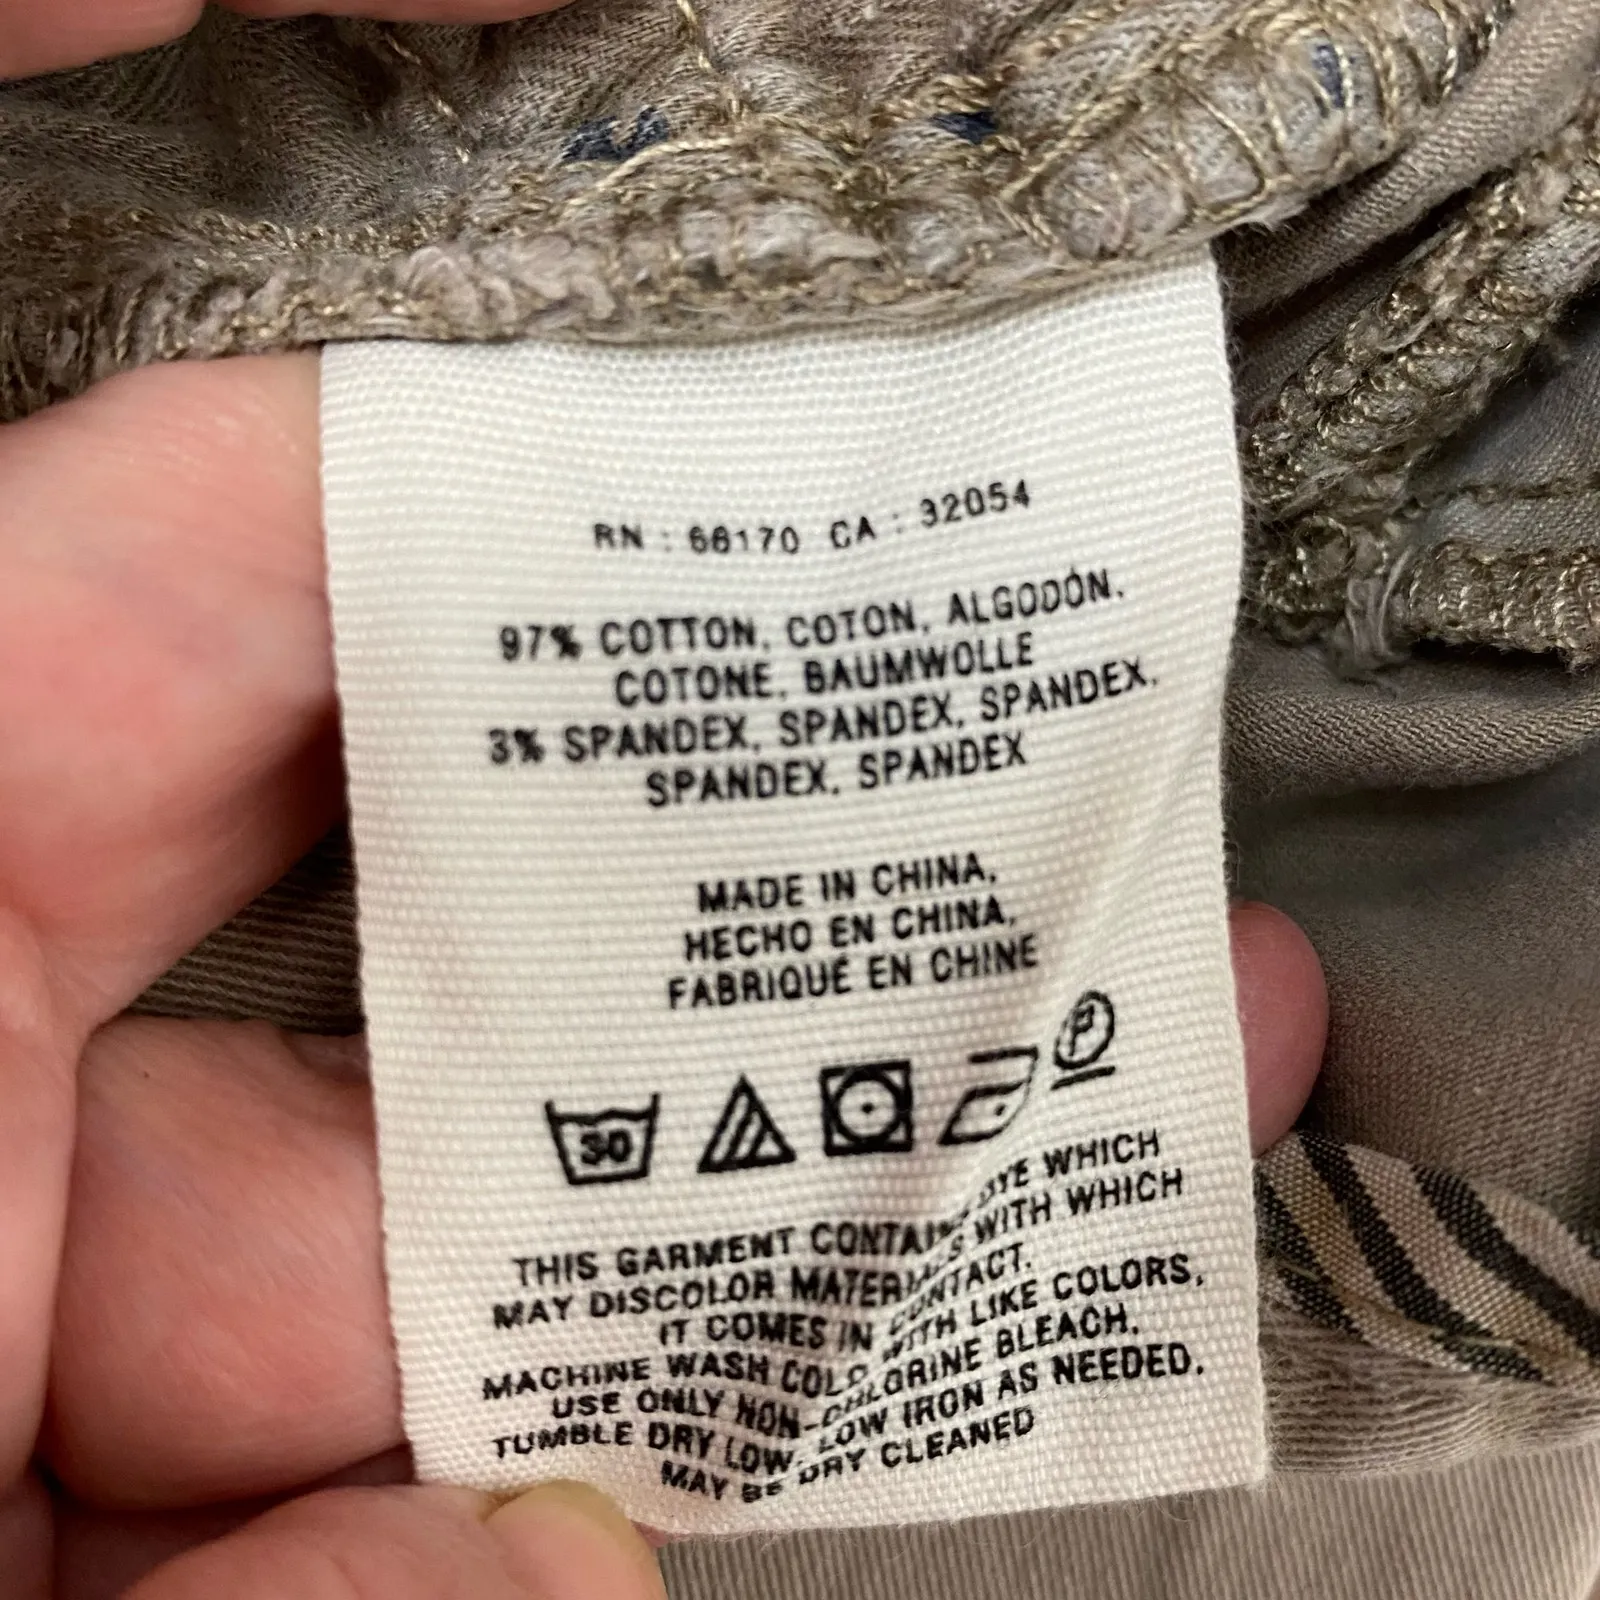 RN : 66170 CA : 32054
97% COTTON, COTON, ALGODÓN,
COTONE, BAUMWOLLE
3% SPANDEX, SPANDEX, SPANDEX,
SPANDEX, SPANDEX
MADE IN CHINA,
HECHO EN CHINA,
FABRIQUÉ EN CHINE
30 P
THIS GARMENT CONTAINS DYE WHICH
MAY DISCOLOR MATERIALS WITH WHICH
IT COMES IN CONTACT.
MACHINE WASH COLD WITH LIKE COLORS,
USE ONLY NON-CHLORINE BLEACH,
TUMBLE DRY LOW, LOW IRON AS NEEDED,
MAY BE DRY CLEANED